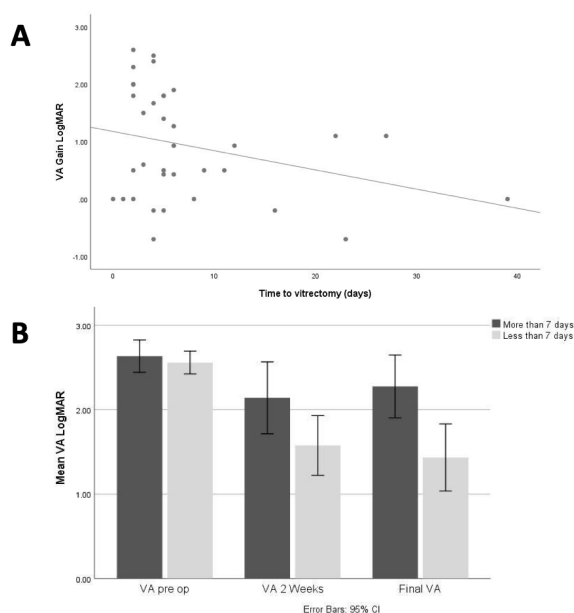 A
3.00
2.00
1.00
.00
-1.00
VA Gain LogMAR
0 10 20 30 40
Time to vitrectomy (days)
B
More than 7 days
Less than 7 days
3.00
2.00
1.00
0.00
Mean VA LogMAR
VA pre op VA 2 Weeks Final VA
Error Bars: 95% CI